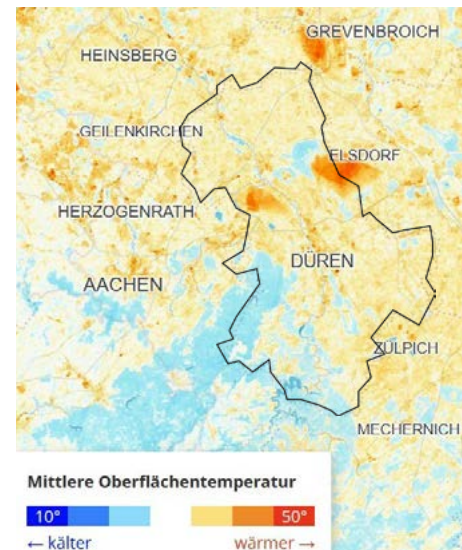 GREVENBROICH
HEINSBERG
GEILENKIRCHEN
ELSDORF
HERZOGENRATH
DÜREN
AACHEN
ZÜLPICH
MECHERNICH
Mittlere Oberflächentemperatur
10° 50°
← kälter wärmer →